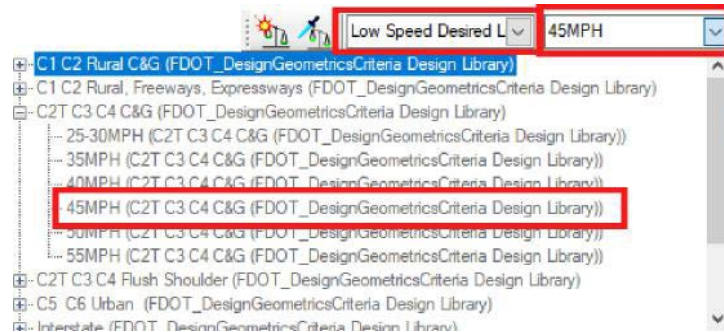 Low Speed Desired L 45MPH
C1 C2 Rural C&G (FDOT_DesignGeometricsCriteria Design Library)
C1 C2 Rural, Freeways, Expressways (FDOT_DesignGeometricsCriteria Design Library)
C2T C3 C4 C&G (FDOT_DesignGeometricsCriteria Design Library)
25-30MPH (C2T C3 C4 C&G (FDOT_DesignGeometricsCriteria Design Library))
35MPH (C2T C3 C4 C&G (FDOT_DesignGeometricsCriteria Design Library))
40MPH (C2T C3 C4 C&G (FDOT_DesignGeometricsCriteria Design Library))
45MPH (C2T C3 C4 C&G (FDOT_DesignGeometricsCriteria Design Library))
50MPH (C2T C3 C4 C&G (FDOT_DesignGeometricsCriteria Design Library))
55MPH (C2T C3 C4 C&G (FDOT_DesignGeometricsCriteria Design Library))
C2T C3 C4 Flush Shoulder (FDOT_DesignGeometricsCriteria Design Library)
C5 C6 Urban (FDOT_DesignGeometricsCriteria Design Library)
Interstate (FDOT_DesignGeometricsCriteria Design Library)